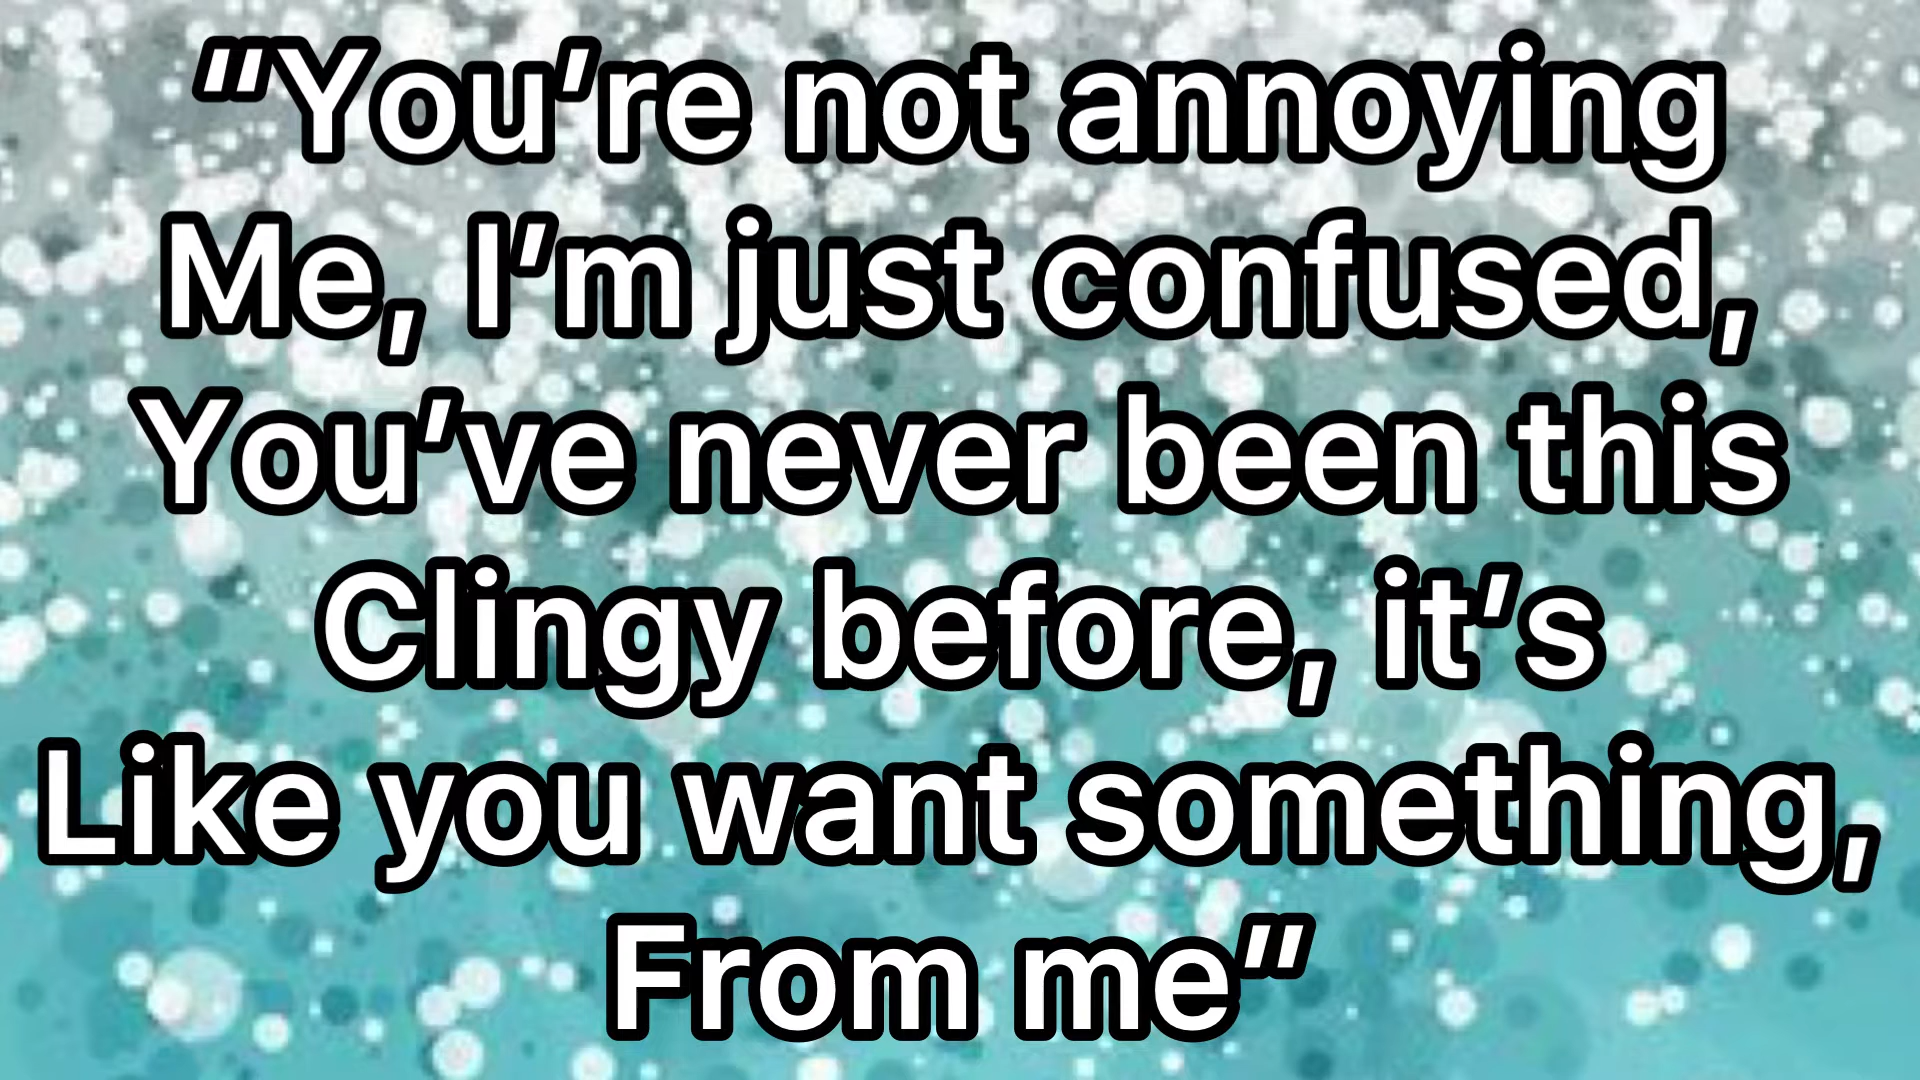 “You’re not annoying
Me, I’m just confused,
You’ve never been this
Clingy before, it’s
Like you want something,
From me”